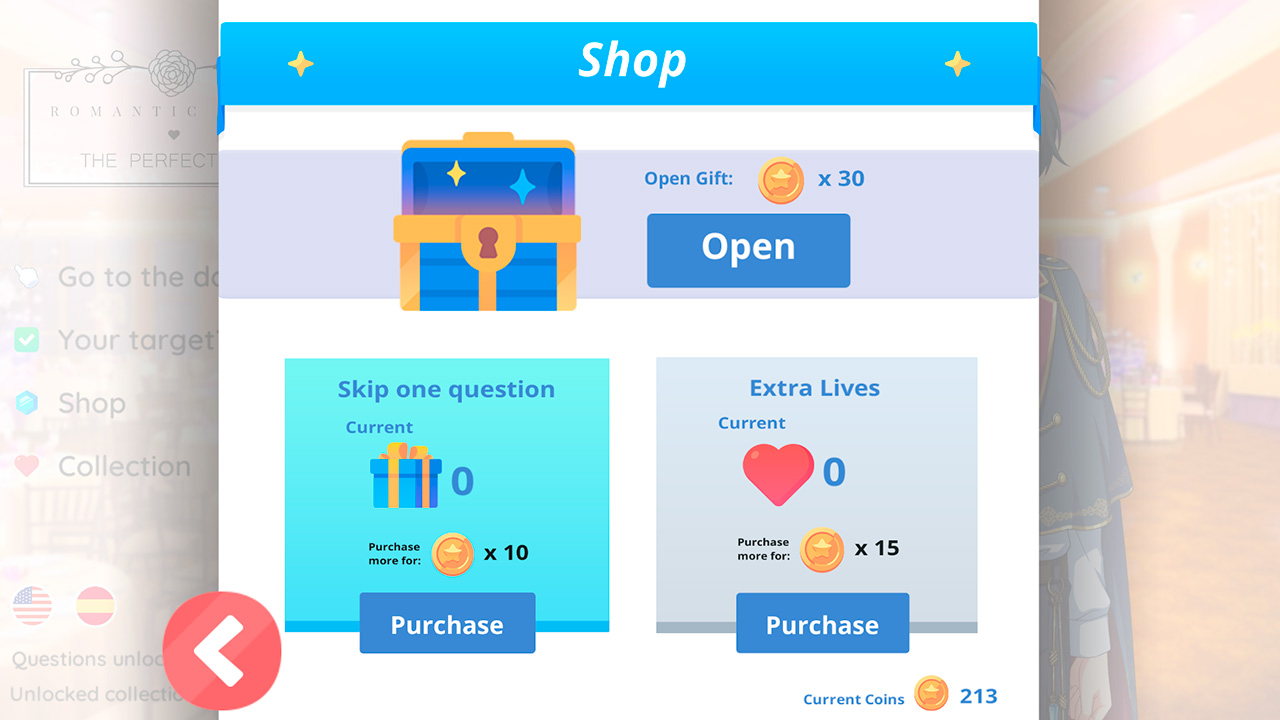 Shop
ROMANTIC
THE PERFECT
Open Gift: x 30
Open
Go to the
Your target?
Shop
Collection
Skip one question
Current
0
Purchase
more for: x 10
Purchase
Extra Lives
Current
0
Purchase
more for: x 15
Purchase
Questions
Unlocked
Current Coins 213